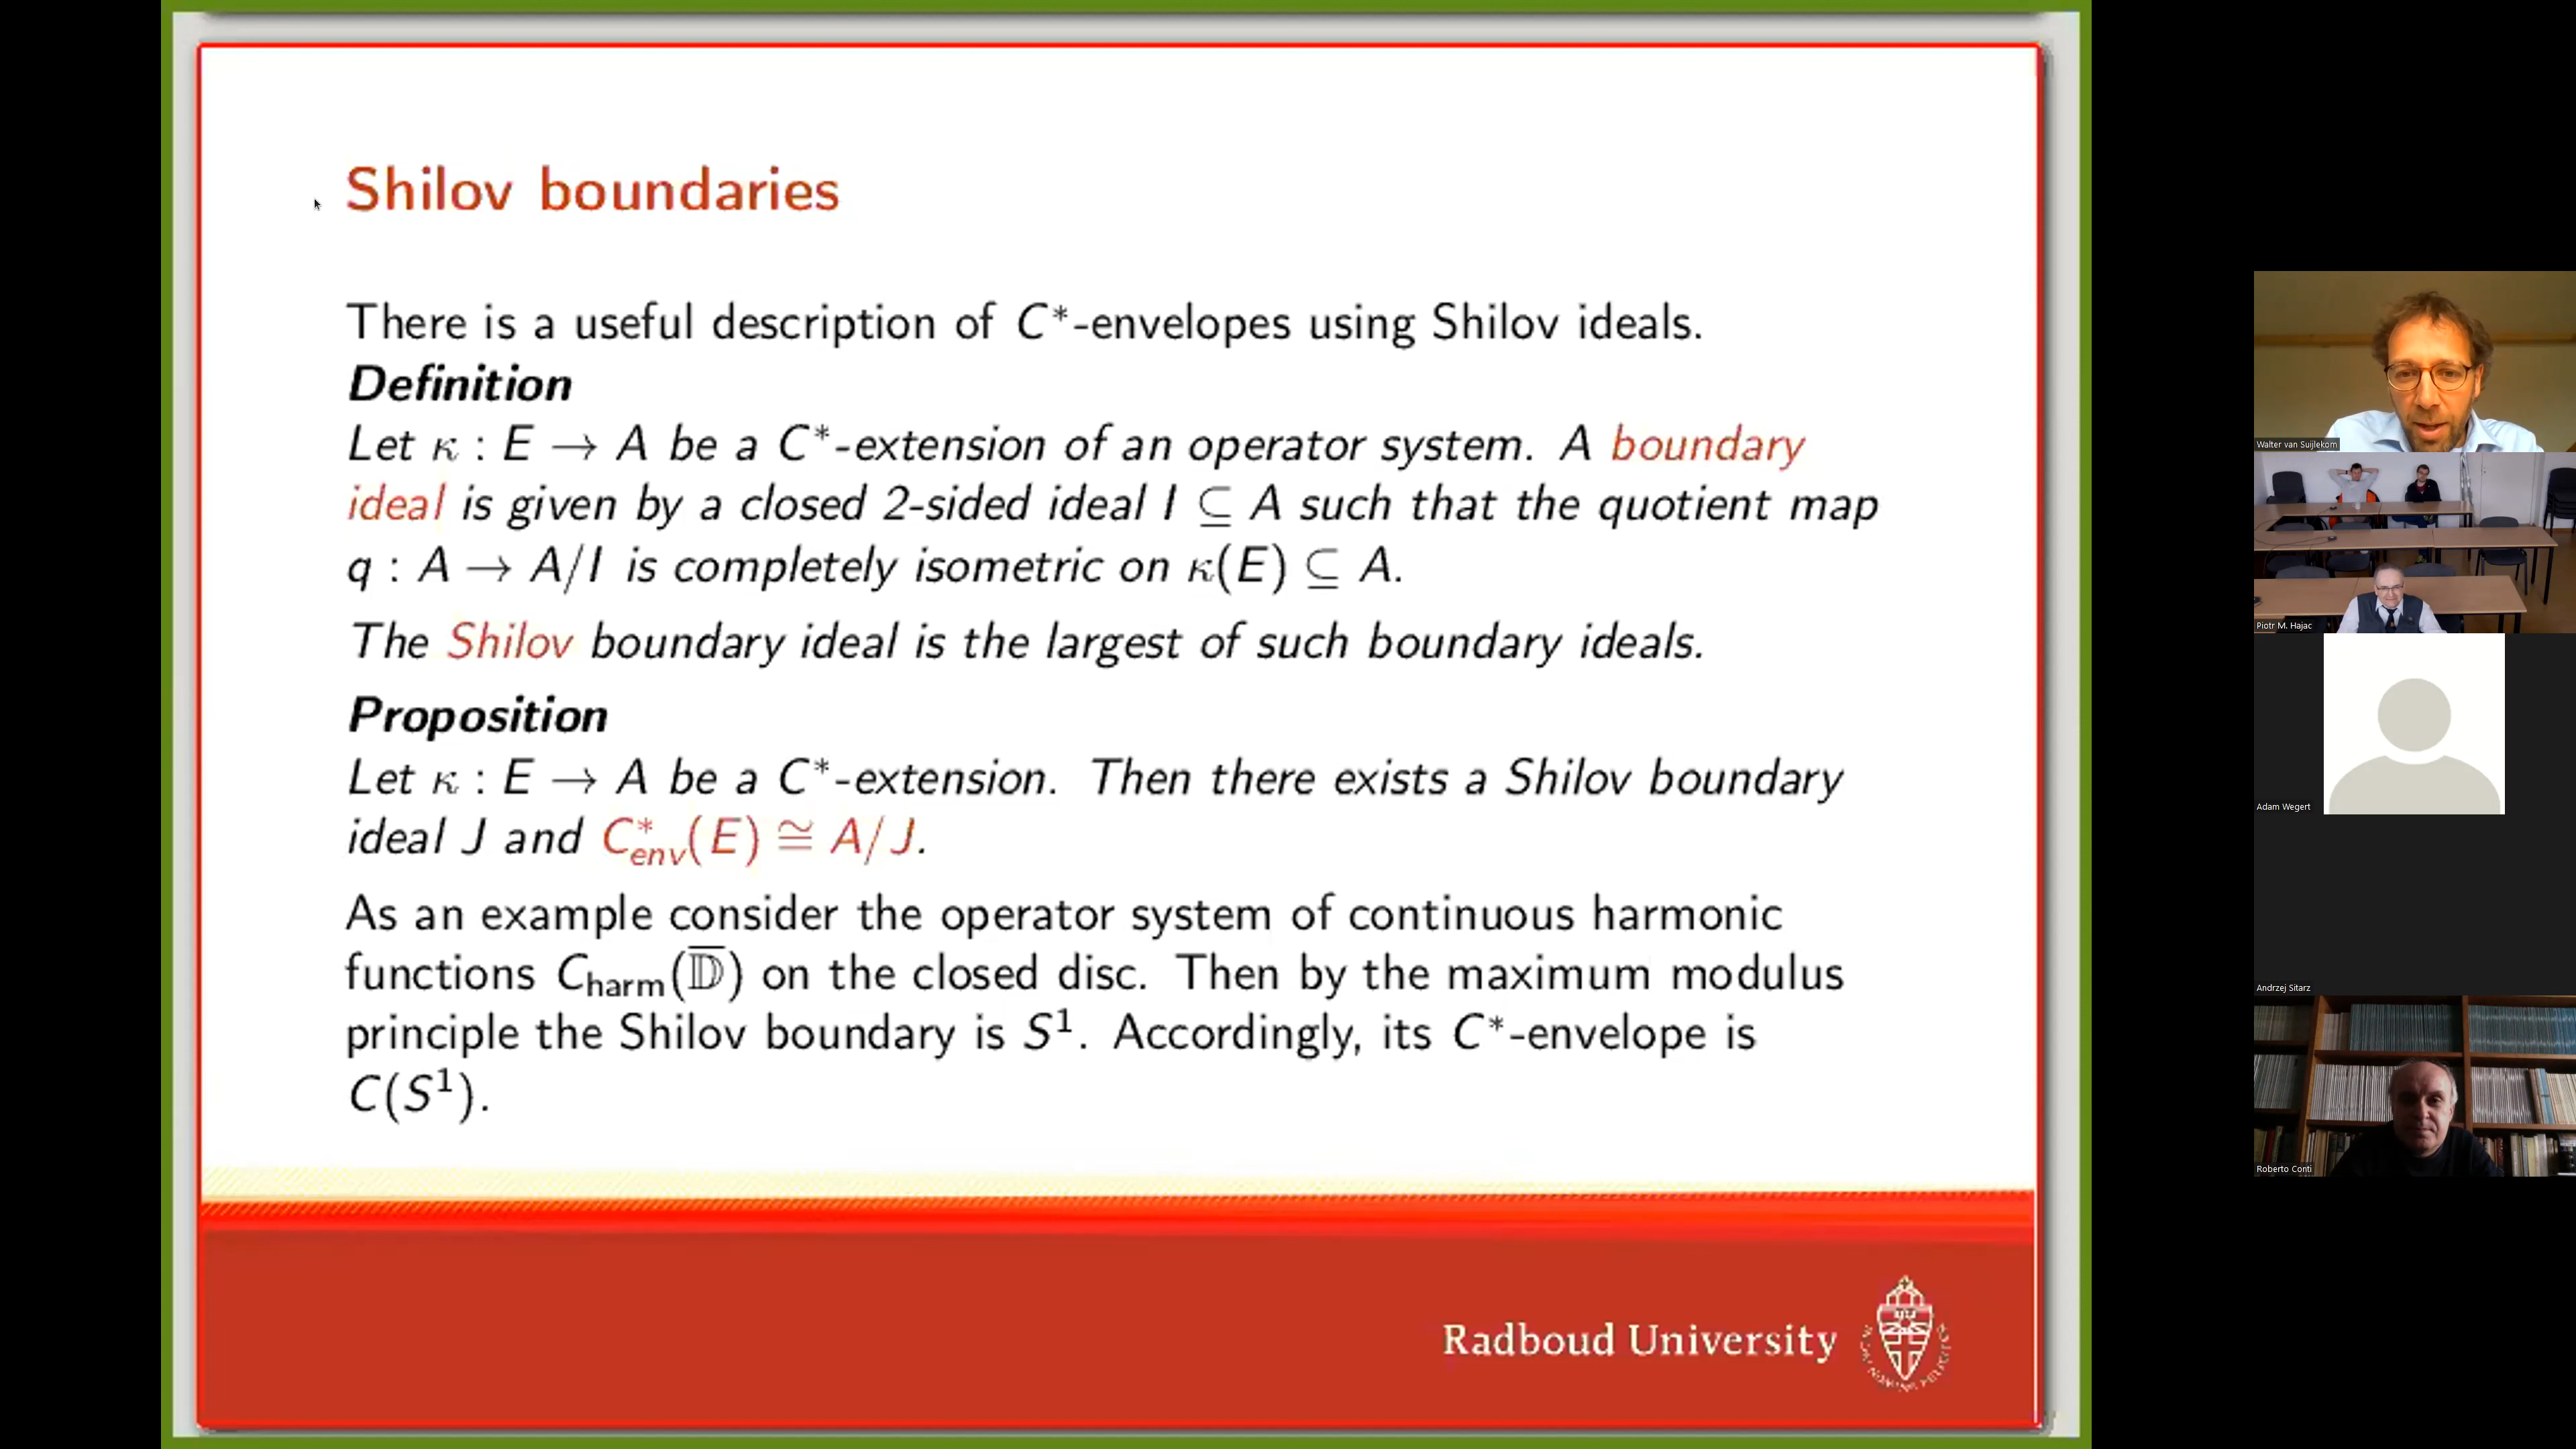 Shilov boundaries
There is a useful description of C*-envelopes using Shilov ideals.
Definition
Let κ : E → A be a C*-extension of an operator system. A boundary
ideal is given by a closed 2-sided ideal I ⊆ A such that the quotient map
q : A → A/I is completely isometric on κ(E) ⊆ A.
The Shilov boundary ideal is the largest of such boundary ideals.
Proposition
Let κ : E → A be a C*-extension. Then there exists a Shilov boundary
ideal J and C*_env(E) ≅ A/J.
As an example consider the operator system of continuous harmonic
functions C_harm(𝔻̅) on the closed disc. Then by the maximum modulus
principle the Shilov boundary is S¹. Accordingly, its C*-envelope is
C(S¹).
Radboud University
Walter van Suijlekom
Piotr M. Hajac
Adam Wegert
Andrzej Sitarz
Roberto Conti